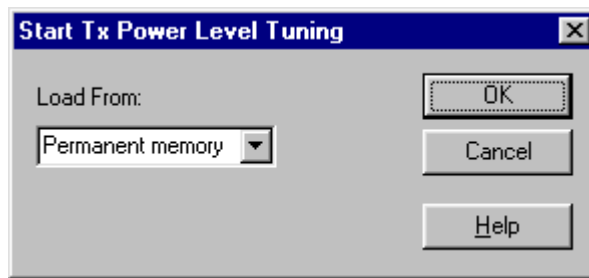 Start Tx Power Level Tuning
Load From:
Permanent memory
OK
Cancel
Help